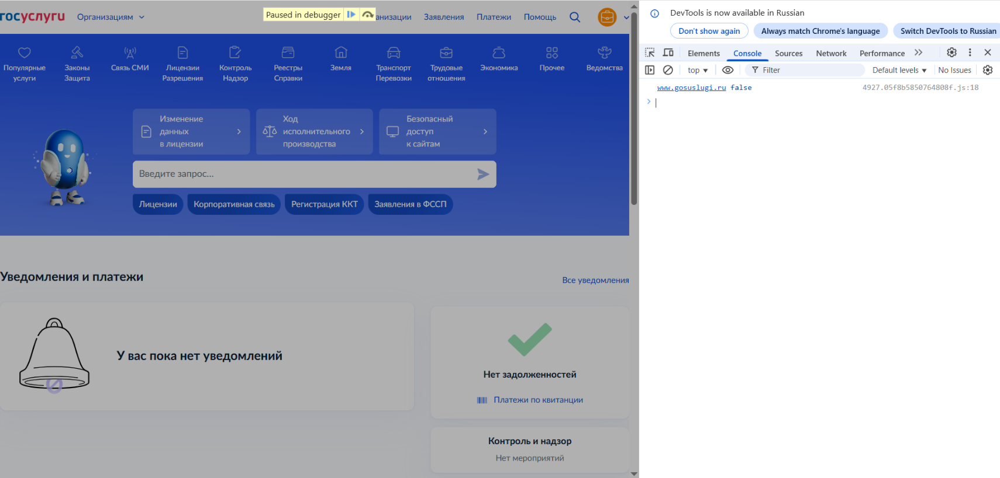 госуслуги
Организациям
Paused in debugger
Заявления
Платежи
Помощь
Популярные услуги
Законы Защита
Связь СМИ
Лицензии Разрешения
Контроль Надзор
Реестры Справки
Земля
Транспорт Перевозки
Трудовые отношения
Экономика
Прочее
Ведомства
Изменение
данных
в лицензии
Ход
исполнительного
производства
Безопасный
доступ
к сайтам
Введите запрос...
Лицензии
Корпоративная связь
Регистрация ККТ
Заявления в ФССП
Уведомления и платежи
Все уведомления
У вас пока нет уведомлений
Нет задолженностей
Платежи по квитанции
Контроль и надзор
Нет мероприятий
DevTools is now available in Russian
Don't show again
Always match Chrome's language
Switch DevTools to Russian
Elements
Console
Sources
Network
Performance
top
Filter
Default levels
No Issues
www.gosuslugi.ru false
4927.05f8b5850764808f.js:18